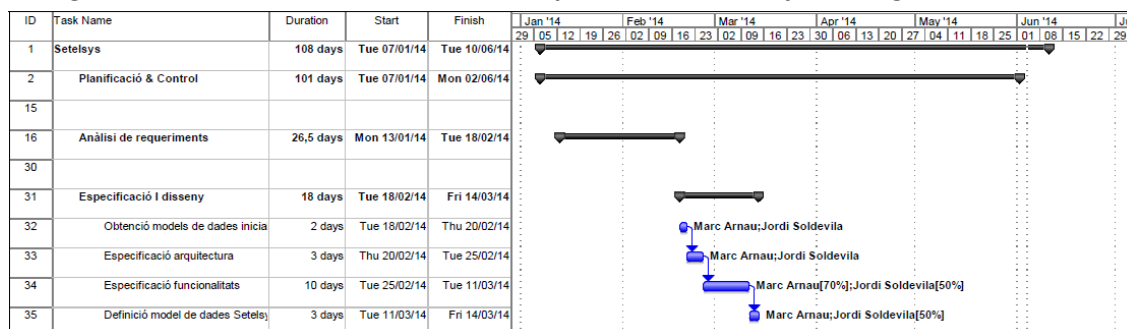 ID Task Name Duration Start Finish Jan '14 Feb '14 Mar '14 Apr '14 May '14 Jun '14 J
29 05 12 19 26 02 09 16 23 02 09 16 23 30 06 13 20 27 04 11 18 25 01 08 15 22 29
1 Setelsys 108 days Tue 07/01/14 Tue 10/06/14
2 Planificació & Control 101 days Tue 07/01/14 Mon 02/06/14
15
16 Anàlisi de requeriments 26,5 days Mon 13/01/14 Tue 18/02/14
30
31 Especificació I disseny 18 days Tue 18/02/14 Fri 14/03/14
32 Obtenció models de dades inicia 2 days Tue 18/02/14 Thu 20/02/14 Marc Arnau;Jordi Soldevila
33 Especificació arquitectura 3 days Thu 20/02/14 Tue 25/02/14 Marc Arnau;Jordi Soldevila
34 Especificació funcionalitats 10 days Tue 25/02/14 Tue 11/03/14 Marc Arnau[70%];Jordi Soldevila[50%]
35 Definició model de dades Setelsy 3 days Tue 11/03/14 Fri 14/03/14 Marc Arnau;Jordi Soldevila[50%]